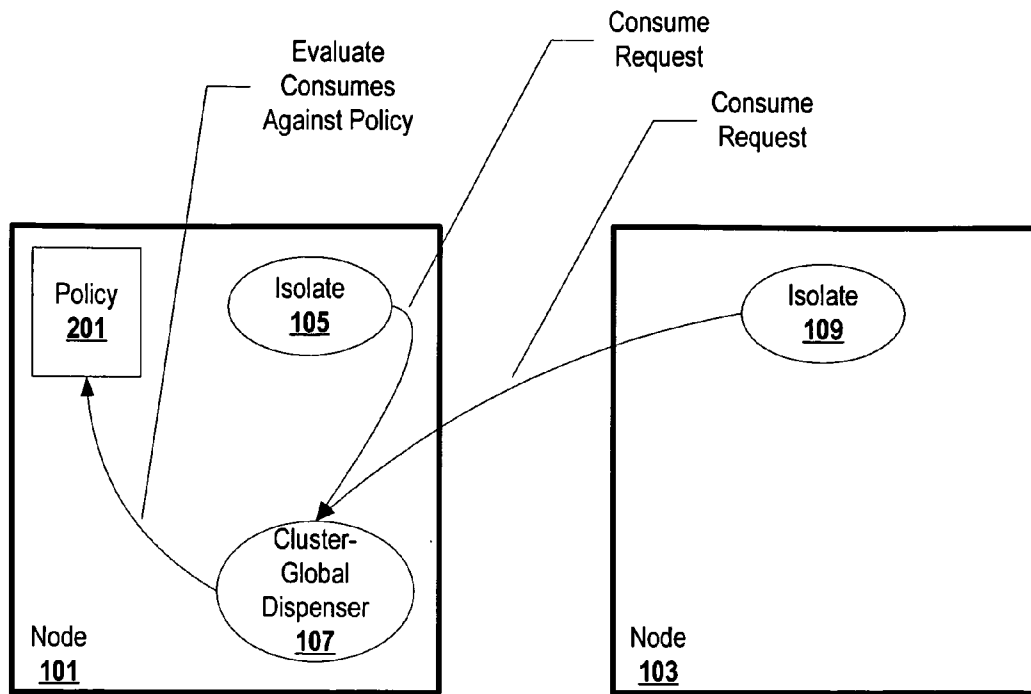 Evaluate
Consumes
Against Policy
Consume
Request
Consume
Request
Policy
201
Isolate
105
Isolate
109
Cluster-
Global
Dispenser
107
Node
101
Node
103